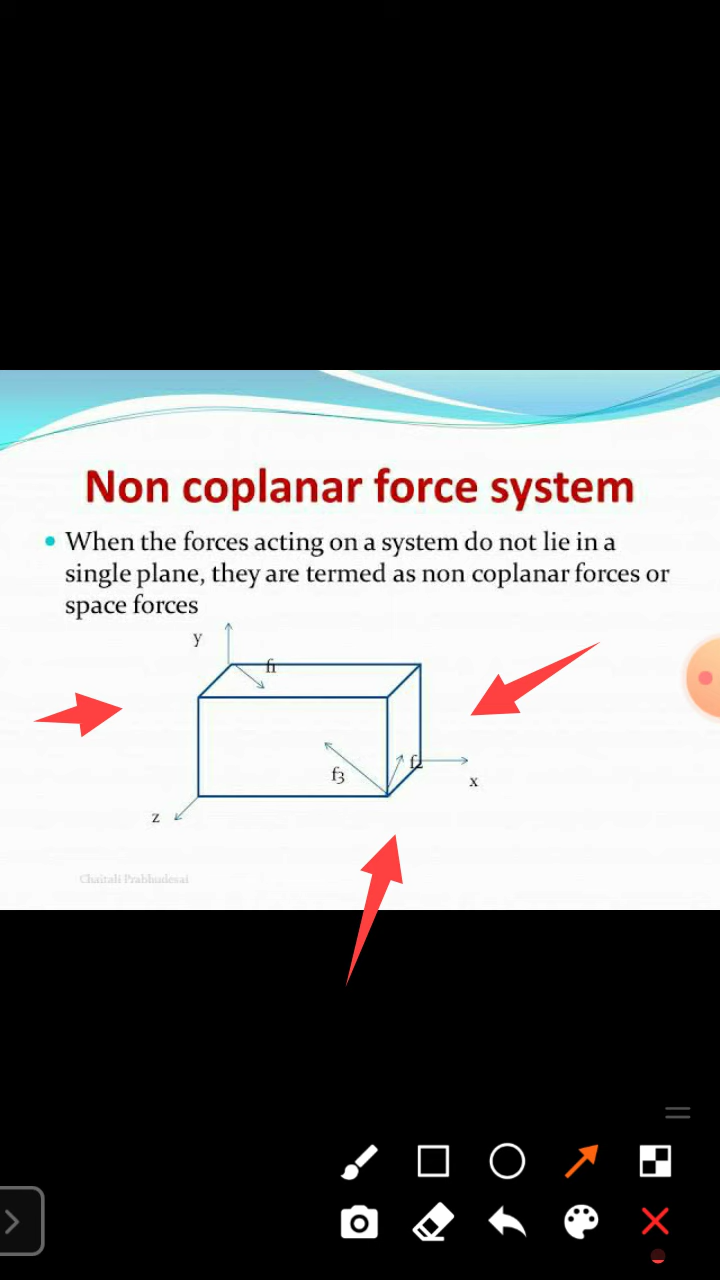 Non coplanar force system
When the forces acting on a system do not lie in a
single plane, they are termed as non coplanar forces or
space forces
y
f1
f3
f2
x
z
Chaitali Prabhudesai